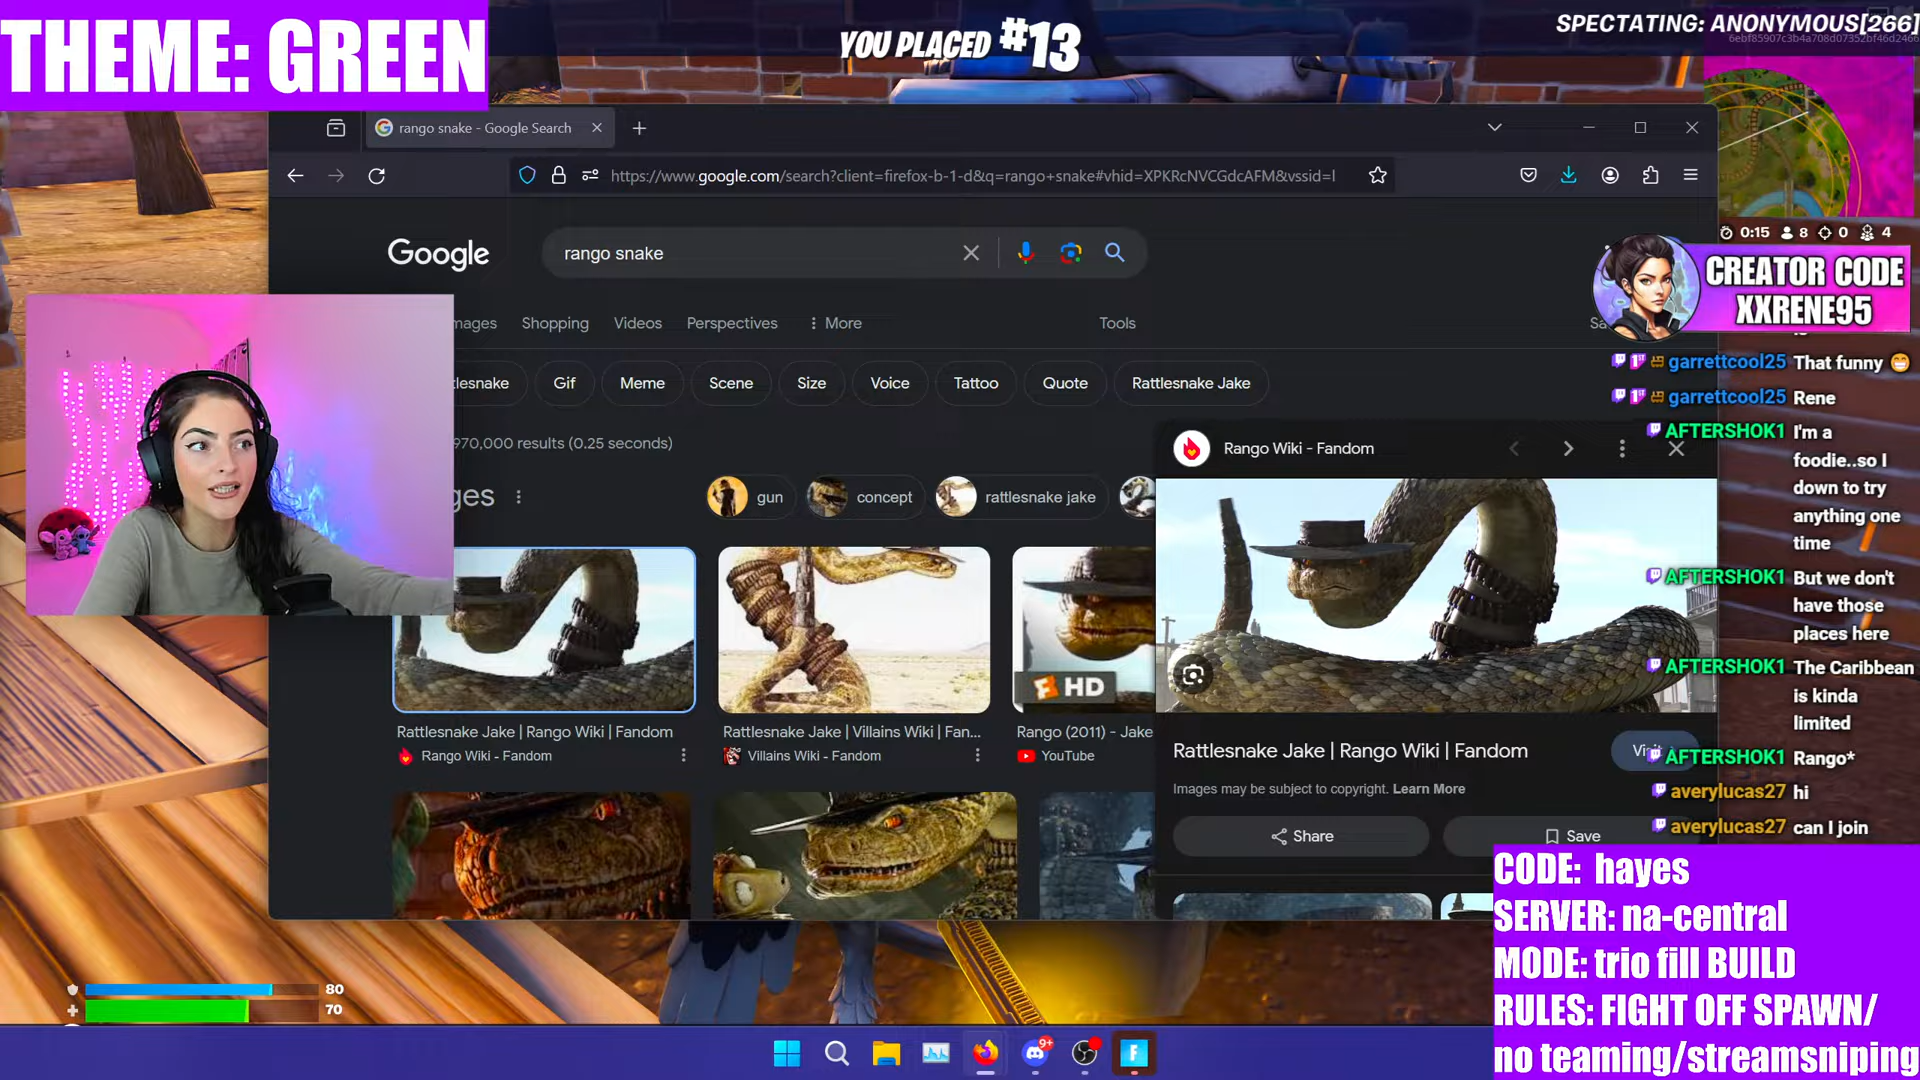 THEME: GREEN
YOU PLACED #13
SPECTATING: ANONYMOUS[266]
rango snake - Google Search
https://www.google.com/search?client=firefox-b-1-d&q=rango+snake#vhid=XPKRcNVCGdcAFM&vssid=l
Google
rango snake
mages
Shopping
Videos
Perspectives
More
Tools
Sa
0:15
8
0
4
CREATOR CODE
XXRENE95
lesnake
Gif
Meme
Scene
Size
Voice
Tattoo
Quote
Rattlesnake Jake
970,000 results (0.25 seconds)
ges
gun
concept
rattlesnake jake
Rango Wiki - Fandom
HD
Rattlesnake Jake | Rango Wiki | Fandom
Rango Wiki - Fandom
Rattlesnake Jake | Villains Wiki | Fan...
Villains Wiki - Fandom
Rango (2011) - Jake
YouTube
Rattlesnake Jake | Rango Wiki | Fandom
Images may be subject to copyright. Learn More
Share
Save
garrettcool25 That funny
garrettcool25 Rene
AFTERSHOK1 I'm a
foodie..so I
down to try
anything one
time
AFTERSHOK1 But we don't
have those
places here
AFTERSHOK1 The Caribbean
is kinda
limited
AFTERSHOK1 Rango*
averylucas27 hi
averylucas27 can I join
CODE: hayes
SERVER: na-central
MODE: trio fill BUILD
RULES: FIGHT OFF SPAWN/
no teaming/streamsniping
80
70
9+